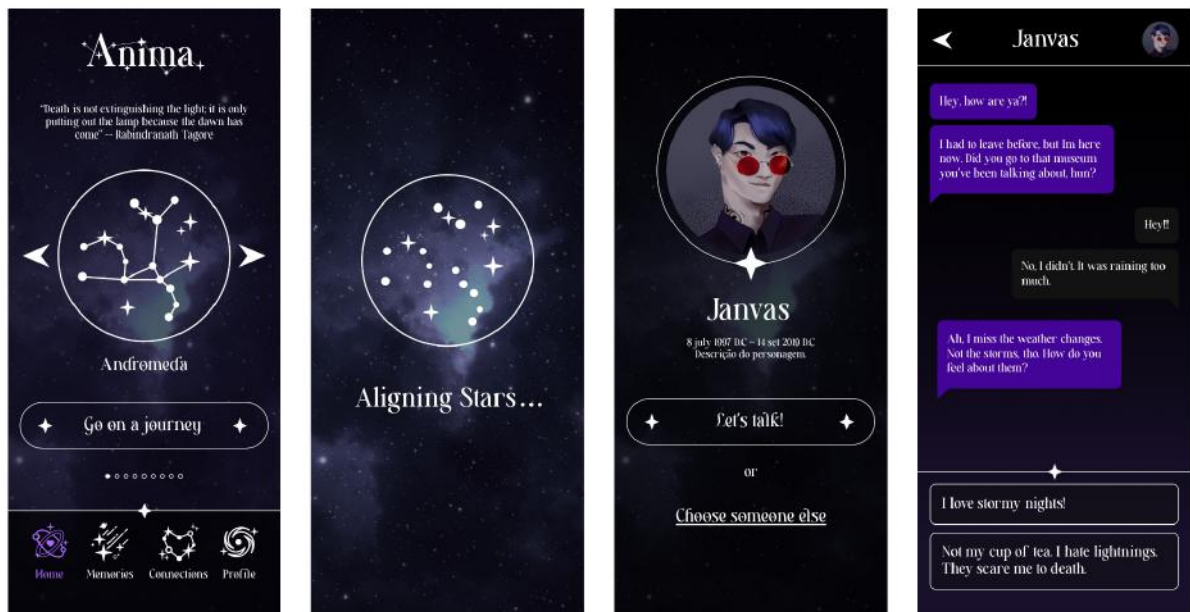 Anima
"Death is not extinguishing the light; it is only
putting out the lamp because the dawn has
come" -- Rabindranath Tagore
Andromeda
Go on a journey
Home
Memories
Connections
Profile
Aligning Stars...
Janvas
8 july 1997 D.C - 14 set 2019 D.C
Descrição do personagem.
Let's talk!
or
Choose someone else
Janvas
Hey, how are ya?!
I had to leave before, but Im here
now. Did you go to that museum
you've been talking about, hun?
Hey!!
No, I didn't. It was raining too
much.
Ah, I miss the weather changes.
Not the storms, tho. How do you
feel about them?
I love stormy nights!
Not my cup of tea. I hate lightnings.
They scare me to death.